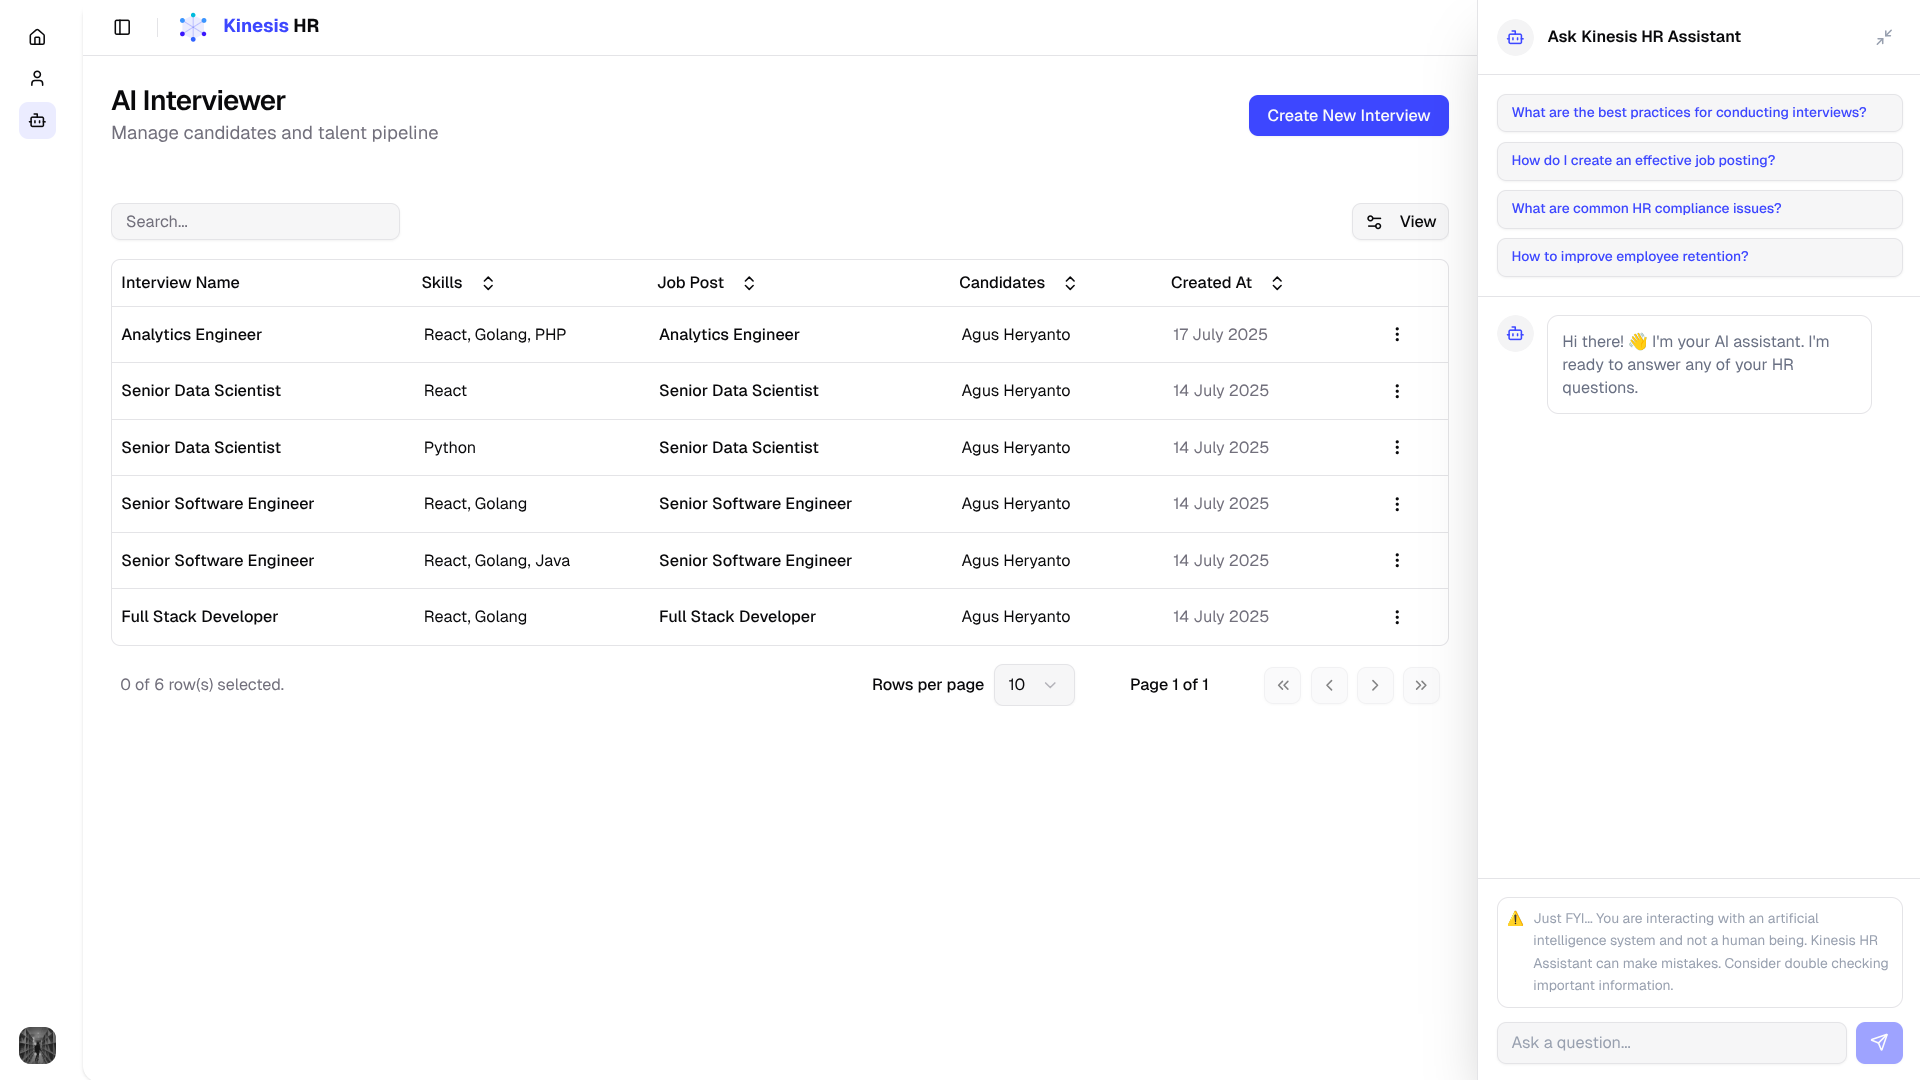 Kinesis HR
AI Interviewer
Manage candidates and talent pipeline
Create New Interview
Search...
View
Interview Name Skills Job Post Candidates Created At
Analytics Engineer React, Golang, PHP Analytics Engineer Agus Heryanto 17 July 2025
Senior Data Scientist React Senior Data Scientist Agus Heryanto 14 July 2025
Senior Data Scientist Python Senior Data Scientist Agus Heryanto 14 July 2025
Senior Software Engineer React, Golang Senior Software Engineer Agus Heryanto 14 July 2025
Senior Software Engineer React, Golang, Java Senior Software Engineer Agus Heryanto 14 July 2025
Full Stack Developer React, Golang Full Stack Developer Agus Heryanto 14 July 2025
0 of 6 row(s) selected. Rows per page 10 Page 1 of 1
Ask Kinesis HR Assistant
What are the best practices for conducting interviews?
How do I create an effective job posting?
What are common HR compliance issues?
How to improve employee retention?
Hi there! 👋 I'm your AI assistant. I'm
ready to answer any of your HR
questions.
⚠️ Just FYI... You are interacting with an artificial
intelligence system and not a human being. Kinesis HR
Assistant can make mistakes. Consider double checking
important information.
Ask a question...